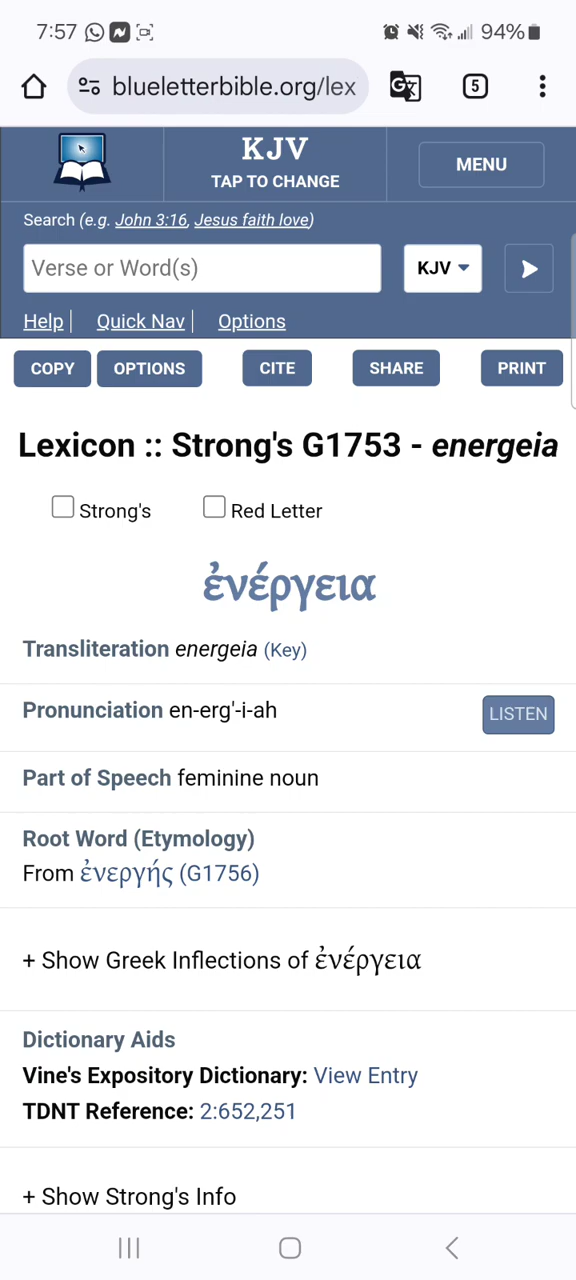 7:57 94%
blueletterbible.org/lex 5
KJV
TAP TO CHANGE
MENU
Search (e.g. John 3:16, Jesus faith love)
Verse or Word(s) KJV
Help Quick Nav Options
COPY OPTIONS CITE SHARE PRINT
Lexicon :: Strong's G1753 - energeia
Strong's Red Letter
ἐνέργεια
Transliteration energeia (Key)
Pronunciation en-erg'-i-ah LISTEN
Part of Speech feminine noun
Root Word (Etymology)
From ἐνεργής (G1756)
+ Show Greek Inflections of ἐνέργεια
Dictionary Aids
Vine's Expository Dictionary: View Entry
TDNT Reference: 2:652,251
+ Show Strong's Info